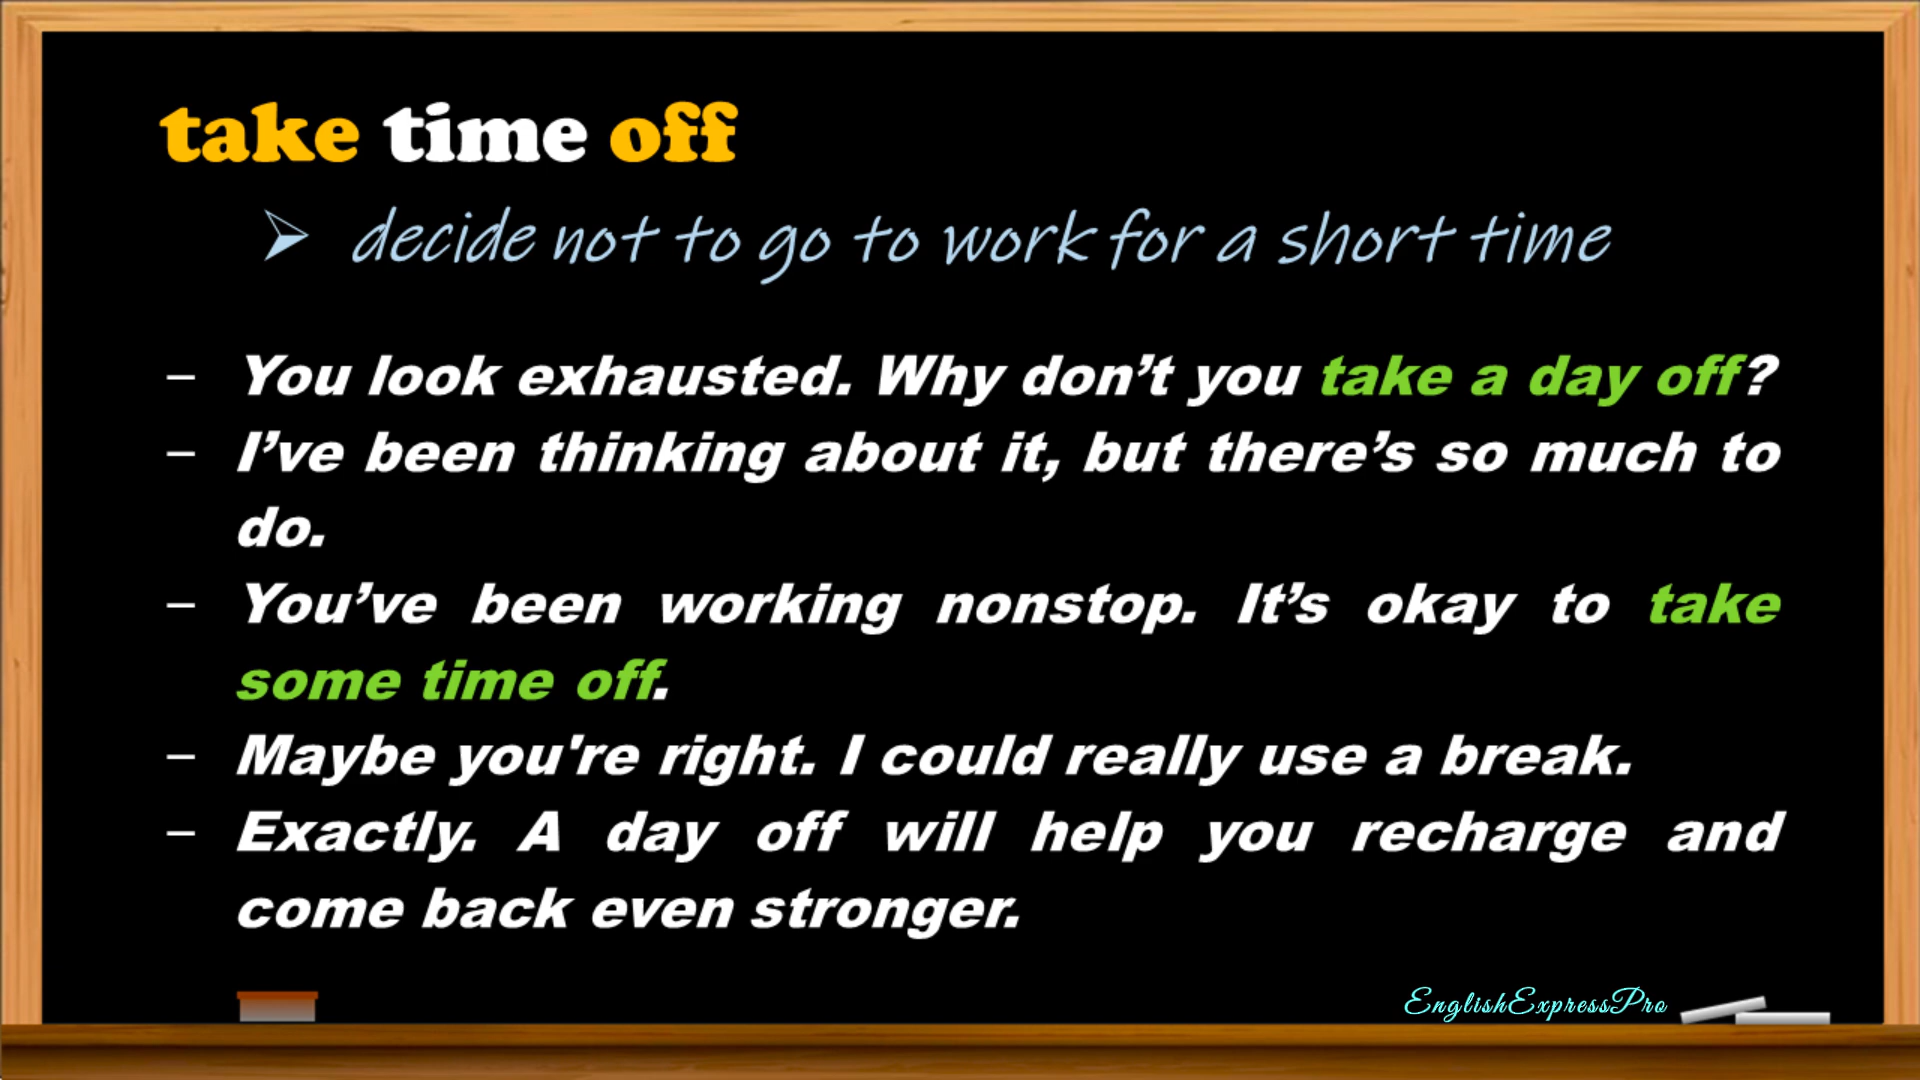 take time off
➢ decide not to go to work for a short time
– You look exhausted. Why don’t you take a day off?
– I’ve been thinking about it, but there’s so much to
do.
– You’ve been working nonstop. It’s okay to take
some time off.
– Maybe you're right. I could really use a break.
– Exactly. A day off will help you recharge and
come back even stronger.
EnglishExpressPro